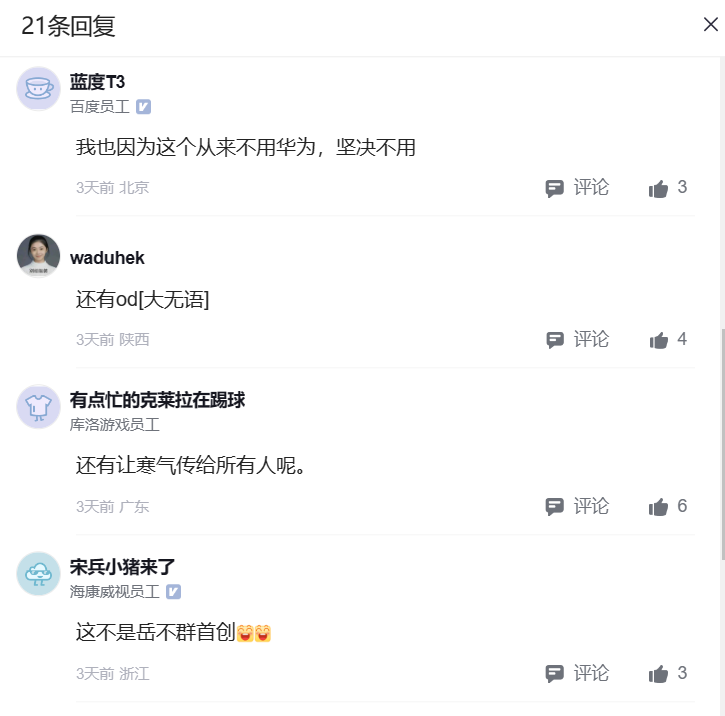 21条回复
蓝度T3
百度员工
我也因为这个从来不用华为，坚决不用
3天前 北京
评论 3
waduhek
还有od[大无语]
3天前 陕西
评论 4
有点忙的克莱拉在踢球
库洛游戏员工
还有让寒气传给所有人呢。
3天前 广东
评论 6
宋兵小猪来了
海康威视员工
这不是岳不群首创😆😆
3天前 浙江
评论 3